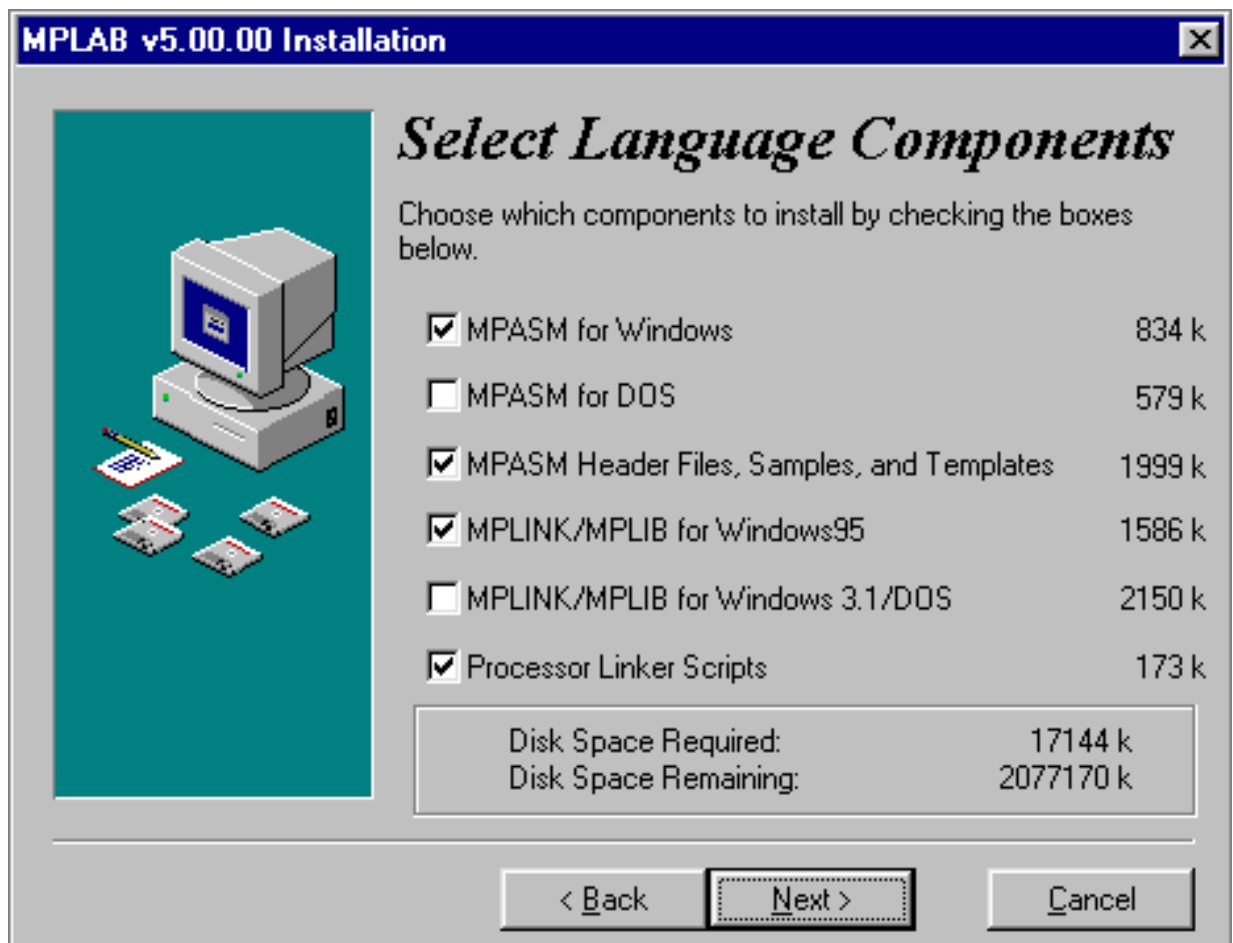 MPLAB v5.00.00 Installation
Select Language Components
Choose which components to install by checking the boxes
below.
MPASM for Windows 834 k
MPASM for DOS 579 k
MPASM Header Files, Samples, and Templates 1999 k
MPLINK/MPLIB for Windows95 1586 k
MPLINK/MPLIB for Windows 3.1/DOS 2150 k
Processor Linker Scripts 173 k
Disk Space Required: 17144 k
Disk Space Remaining: 2077170 k
< Back Next > Cancel